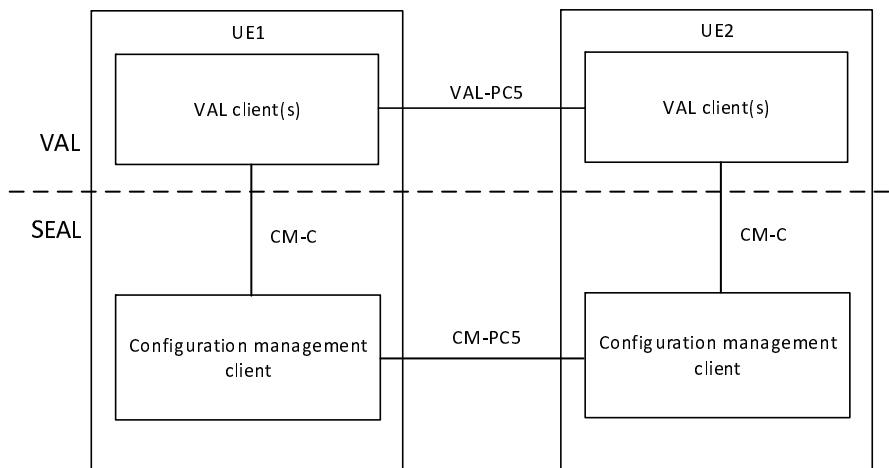 UE1
UE2
VAL client(s)
VAL-PC5
VAL client(s)
VAL
SEAL
CM-C
CM-C
Configuration management
client
CM-PC5
Configuration management
client